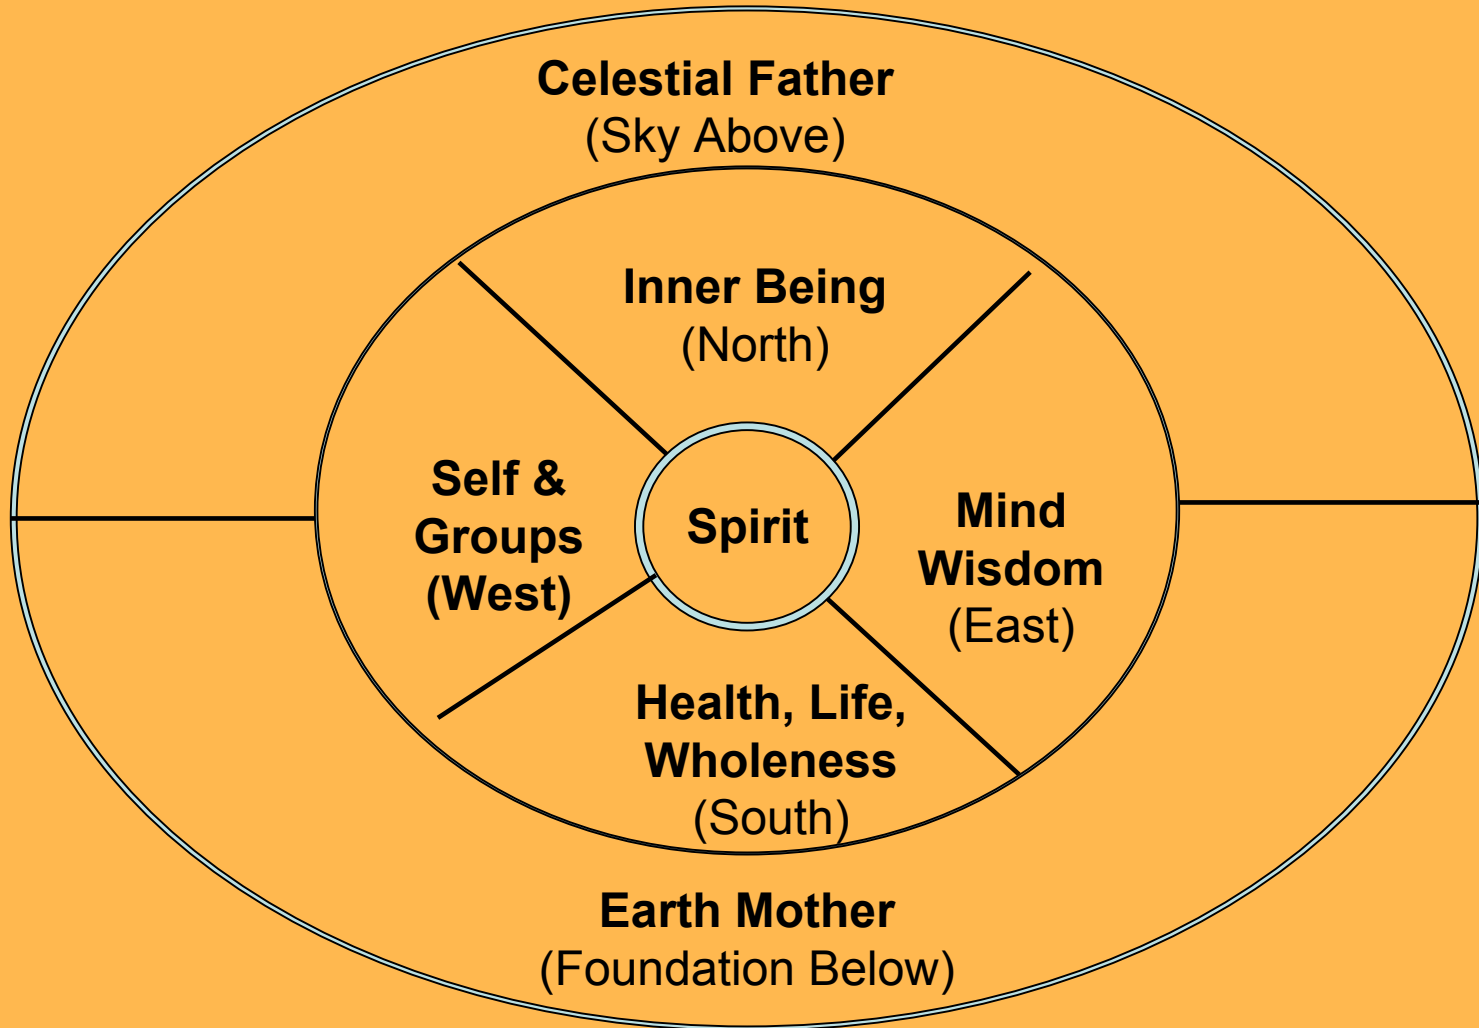 Celestial Father
(Sky Above)
Inner Being
(North)
Self &
Groups
(West)
Spirit
Mind
Wisdom
(East)
Health, Life,
Wholeness
(South)
Earth Mother
(Foundation Below)